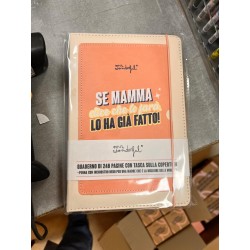 mr. wonderful*
SE MAMMA
dice che lo farà,
LO HA GIÀ FATTO!
mr. wonderful*
QUADERNO DI 240 PAGINE CON TASCA SULLA COPERTINA